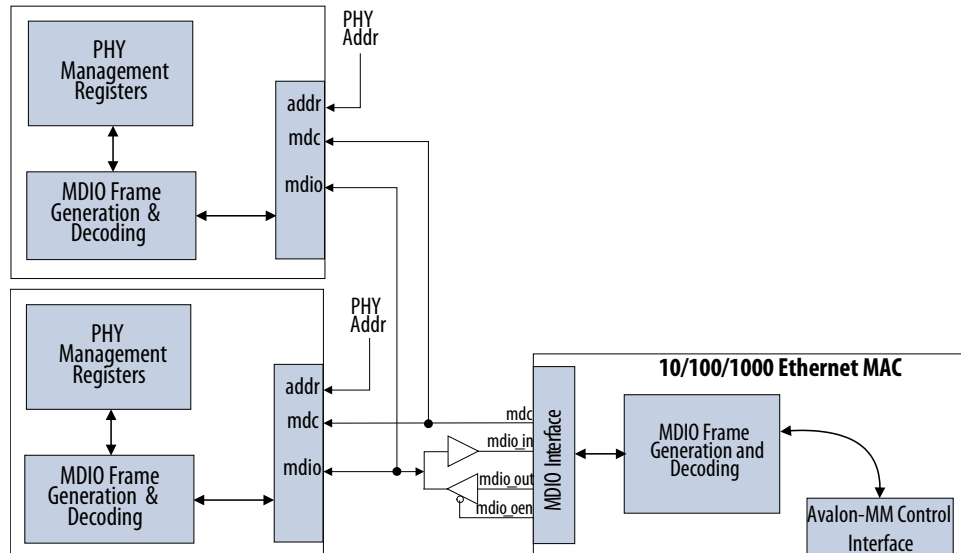 PHY
Addr
PHY
Management
Registers
addr
mdc
mdio
MDIO Frame
Generation &
Decoding
PHY
Addr
PHY
Management
Registers
addr
mdc
mdio
MDIO Frame
Generation &
Decoding
10/100/1000 Ethernet MAC
mdc
mdio_in
mdio_out
mdio_oen
MDIO Interface
MDIO Frame
Generation and
Decoding
Avalon-MM Control
Interface